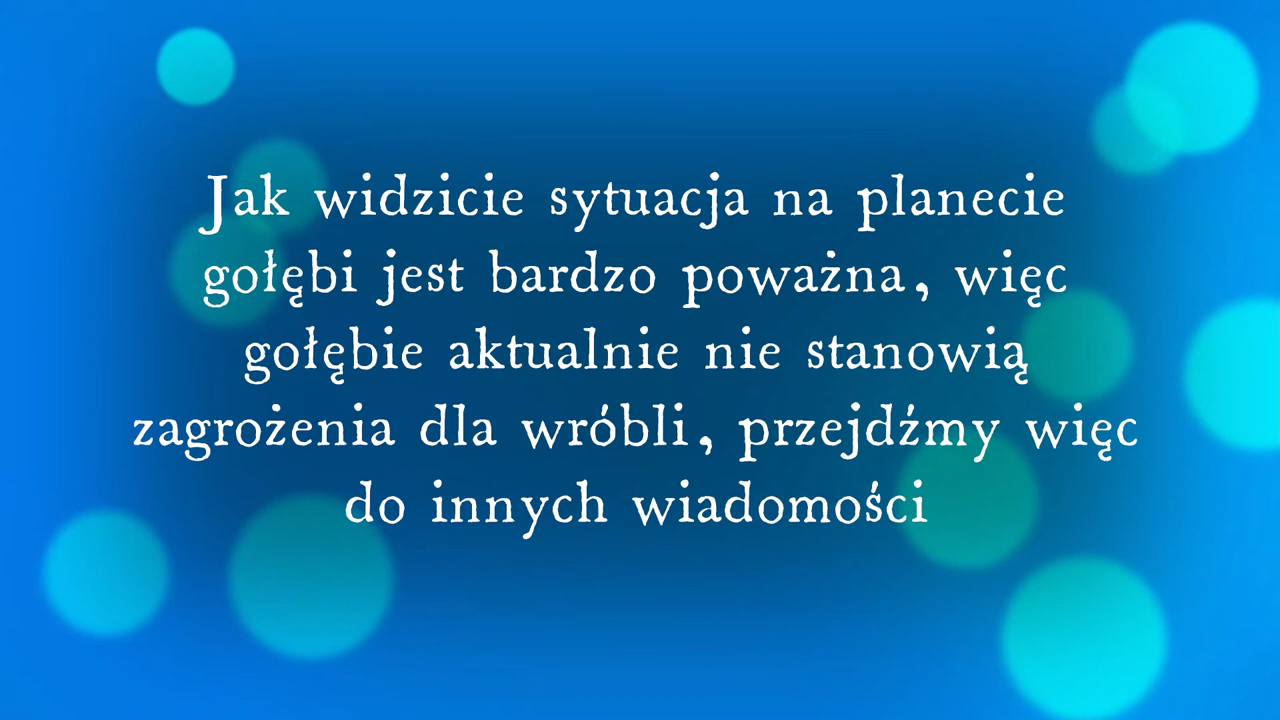 Jak widzicie sytuacja na planecie
gołębi jest bardzo poważna, więc
gołębie aktualnie nie stanowią
zagrożenia dla wróbli, przejdźmy więc
do innych wiadomości